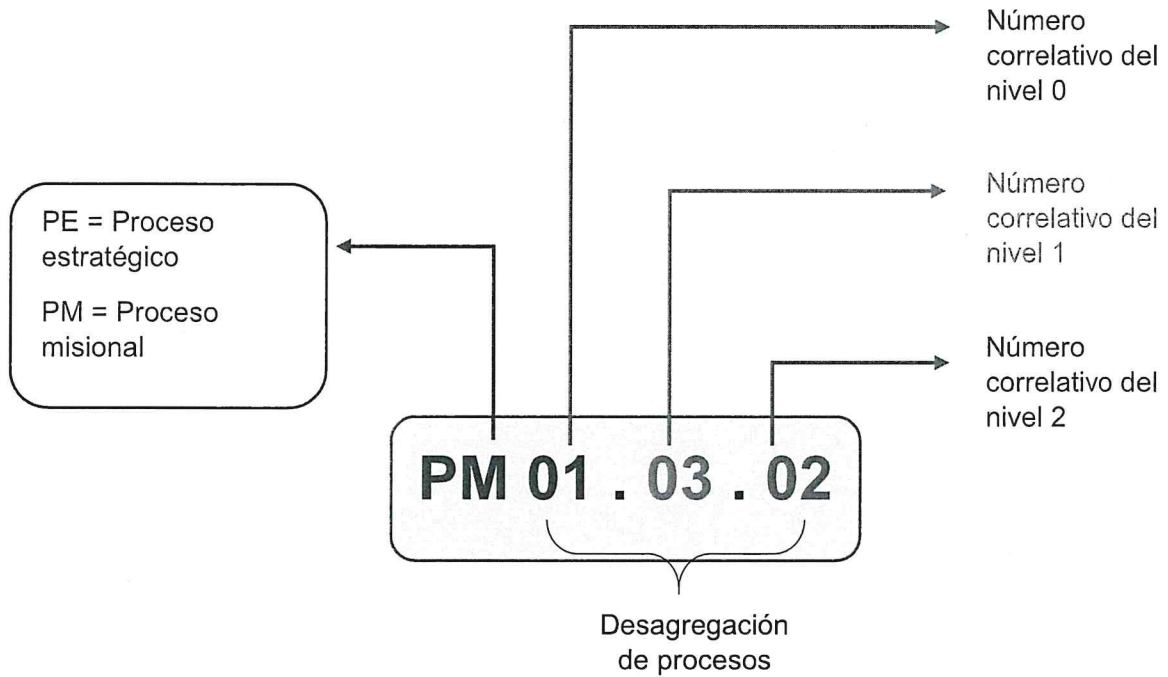 Número
correlativo del
nivel 0
Número
correlativo del
nivel 1
PE = Proceso
estratégico
PM = Proceso
misional
Número
correlativo del
nivel 2
PM 01 . 03 . 02
Desagregación
de procesos